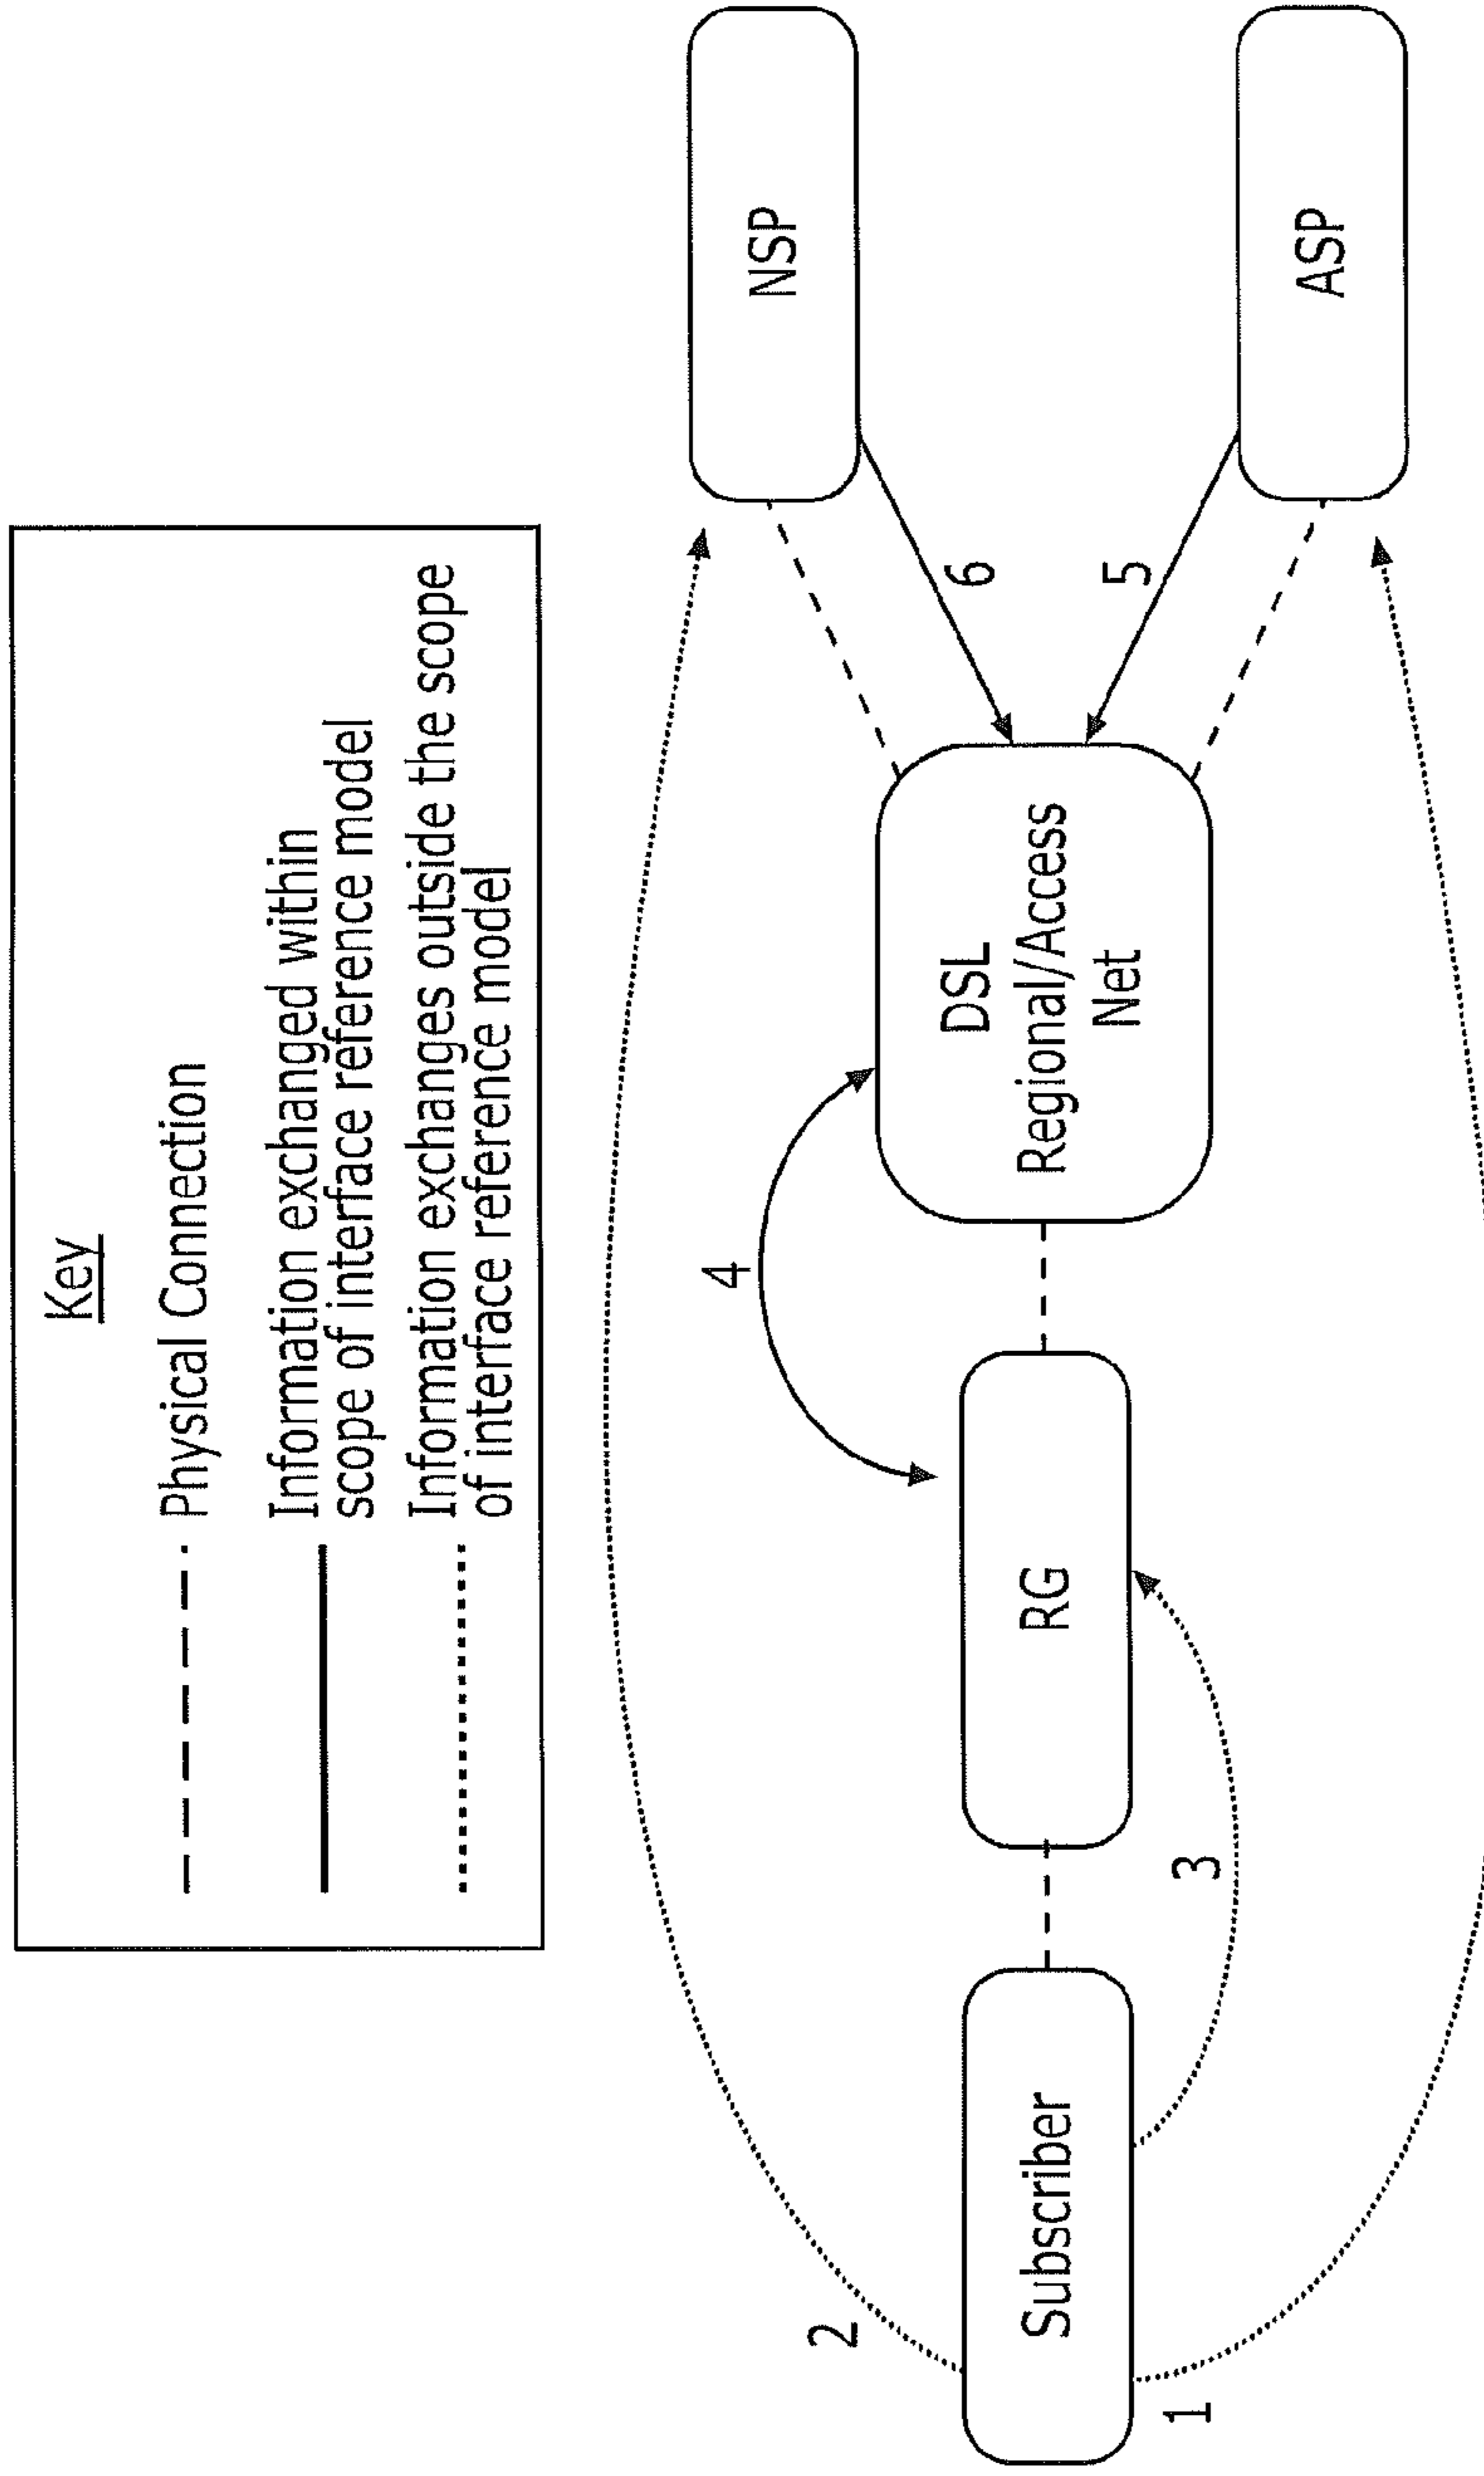 Key
Physical Connection
Information exchanged within
scope of interface reference model
Information exchanges outside the scope
of interface reference model
2
4
NSP
6
Subscriber
RG
DSL
Regional/Access
Net
3
5
1
ASP